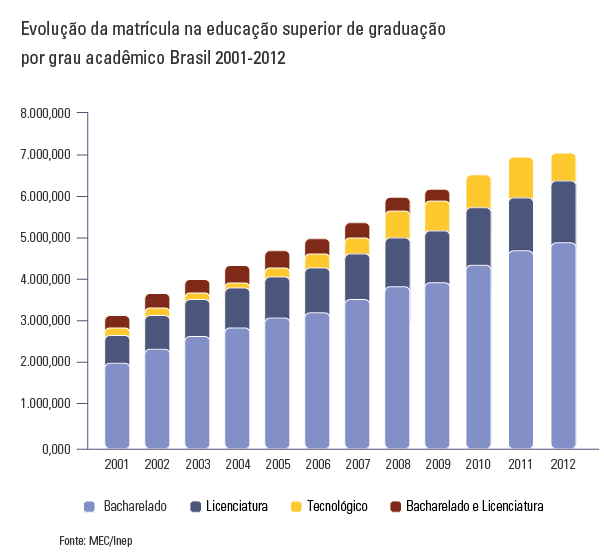 Evolução da matrícula na educação superior de graduação
por grau acadêmico Brasil 2001-2012
8.000,000
7.000,000
6.000,000
5.000,000
4.000,000
3.000,000
2.000,000
1.000,000
0,000
2001 2002 2003 2004 2005 2006 2007 2008 2009 2010 2011 2012
Bacharelado Licenciatura Tecnológico Bacharelado e Licenciatura
Fonte: MEC/Inep